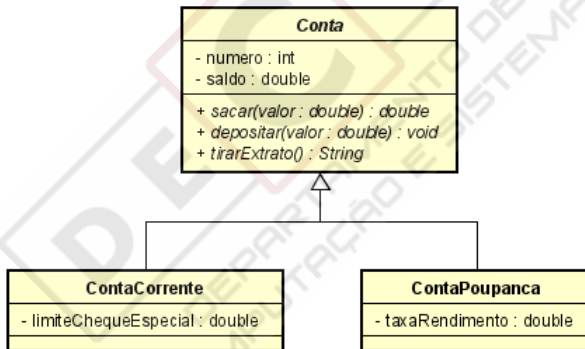 Conta
- numero : int
- saldo : double
+ sacar(valor : double) : double
+ depositar(valor : double) : void
+ tirarExtrato() : String
ContaCorrente
- limiteChequeEspecial : double
ContaPoupanca
- taxaRendimento : double